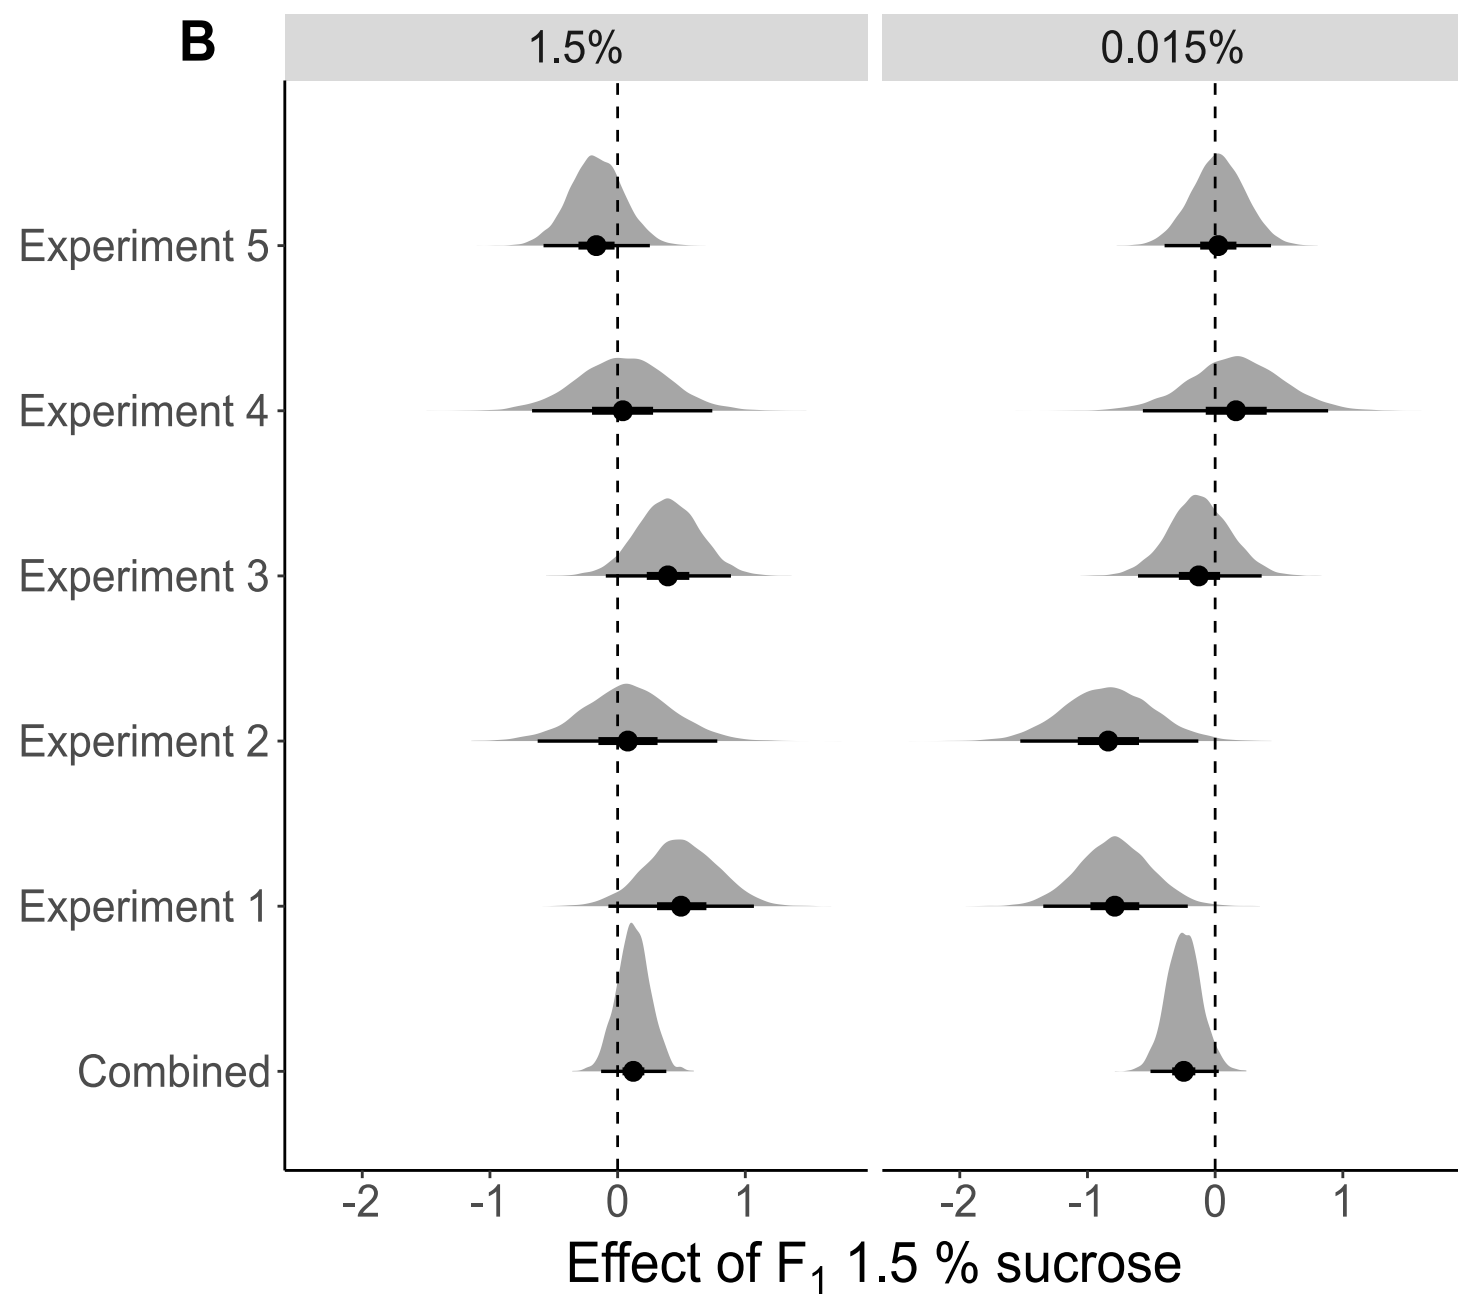 B
1.5%
0.015%
Experiment 5
Experiment 4
Experiment 3
Experiment 2
Experiment 1
Combined
-2 -1 0 1
-2 -1 0 1
Effect of F₁ 1.5 % sucrose